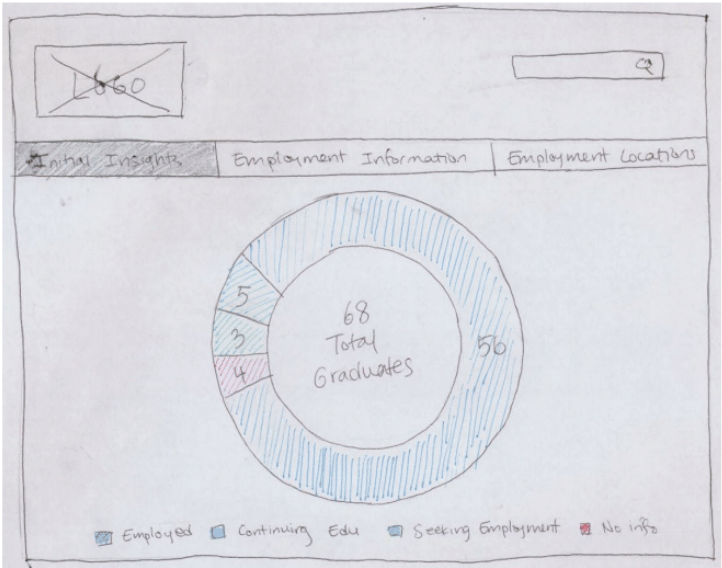 LOGO
Initial Insights
Employment Information
Employment Locations
5
3
4
68
Total
Graduates
56
Employed
Continuing Edu
Seeking Employment
No info